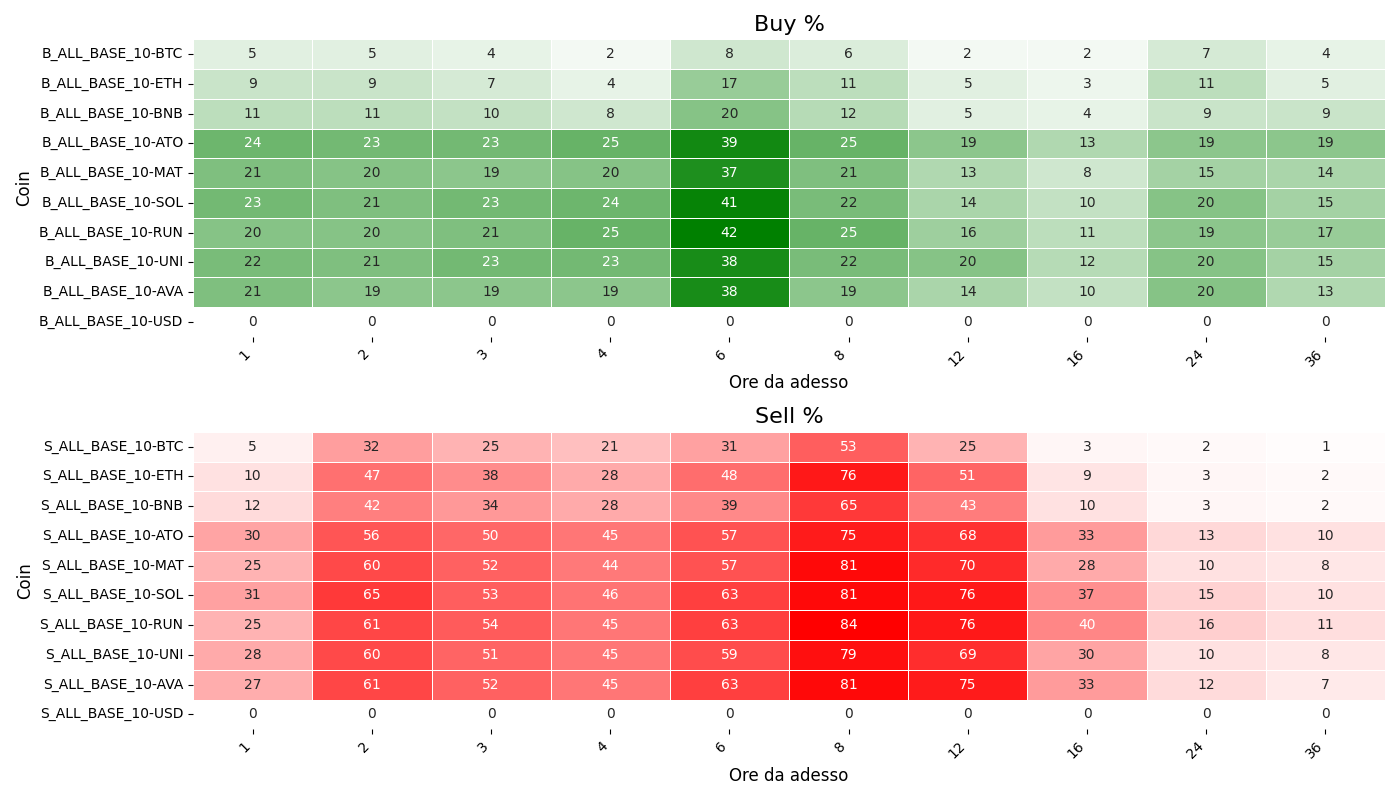 Buy %
Coin
B_ALL_BASE_10-BTC 5 5 4 2 8 6 2 2 7 4
B_ALL_BASE_10-ETH 9 9 7 4 17 11 5 3 11 5
B_ALL_BASE_10-BNB 11 11 10 8 20 12 5 4 9 9
B_ALL_BASE_10-ATO 24 23 23 25 39 25 19 13 19 19
B_ALL_BASE_10-MAT 21 20 19 20 37 21 13 8 15 14
B_ALL_BASE_10-SOL 23 21 23 24 41 22 14 10 20 15
B_ALL_BASE_10-RUN 20 20 21 25 42 25 16 11 19 17
B_ALL_BASE_10-UNI 22 21 23 23 38 22 20 12 20 15
B_ALL_BASE_10-AVA 21 19 19 19 38 19 14 10 20 13
B_ALL_BASE_10-USD 0 0 0 0 0 0 0 0 0 0
1 2 3 4 6 8 12 16 24 36
Ore da adesso
Sell %
Coin
S_ALL_BASE_10-BTC 5 32 25 21 31 53 25 3 2 1
S_ALL_BASE_10-ETH 10 47 38 28 48 76 51 9 3 2
S_ALL_BASE_10-BNB 12 42 34 28 39 65 43 10 3 2
S_ALL_BASE_10-ATO 30 56 50 45 57 75 68 33 13 10
S_ALL_BASE_10-MAT 25 60 52 44 57 81 70 28 10 8
S_ALL_BASE_10-SOL 31 65 53 46 63 81 76 37 15 10
S_ALL_BASE_10-RUN 25 61 54 45 63 84 76 40 16 11
S_ALL_BASE_10-UNI 28 60 51 45 59 79 69 30 10 8
S_ALL_BASE_10-AVA 27 61 52 45 63 81 75 33 12 7
S_ALL_BASE_10-USD 0 0 0 0 0 0 0 0 0 0
1 2 3 4 6 8 12 16 24 36
Ore da adesso